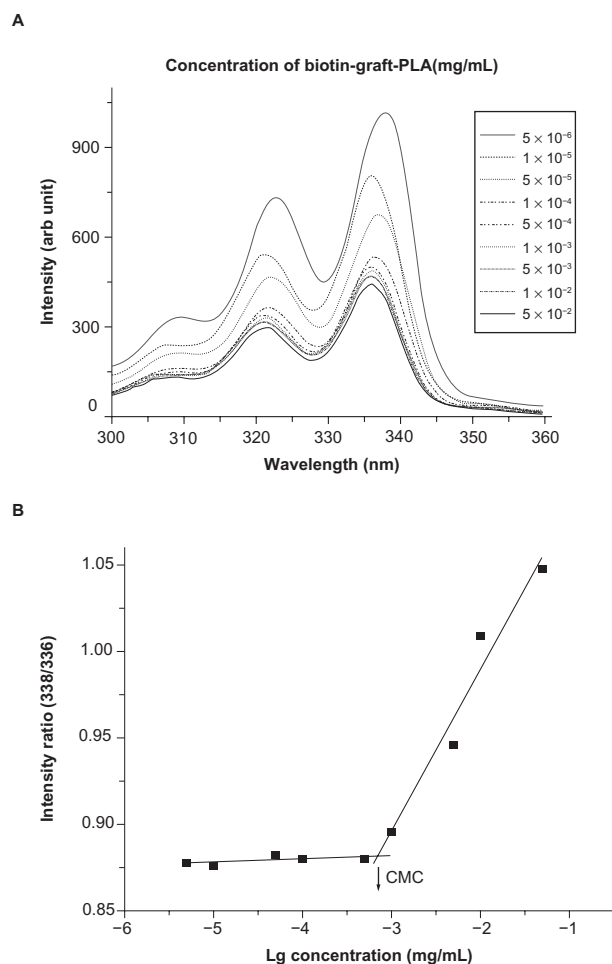 A
Concentration of biotin-graft-PLA(mg/mL)
900
600
300
0
Intensity (arb unit)
5 × 10⁻⁶
1 × 10⁻⁵
5 × 10⁻⁵
1 × 10⁻⁴
5 × 10⁻⁴
1 × 10⁻³
5 × 10⁻³
1 × 10⁻²
5 × 10⁻²
300 310 320 330 340 350 360
Wavelength (nm)
B
1.05
1.00
0.95
0.90
0.85
Intensity ratio (338/336)
CMC
−6 −5 −4 −3 −2 −1
Lg concentration (mg/mL)